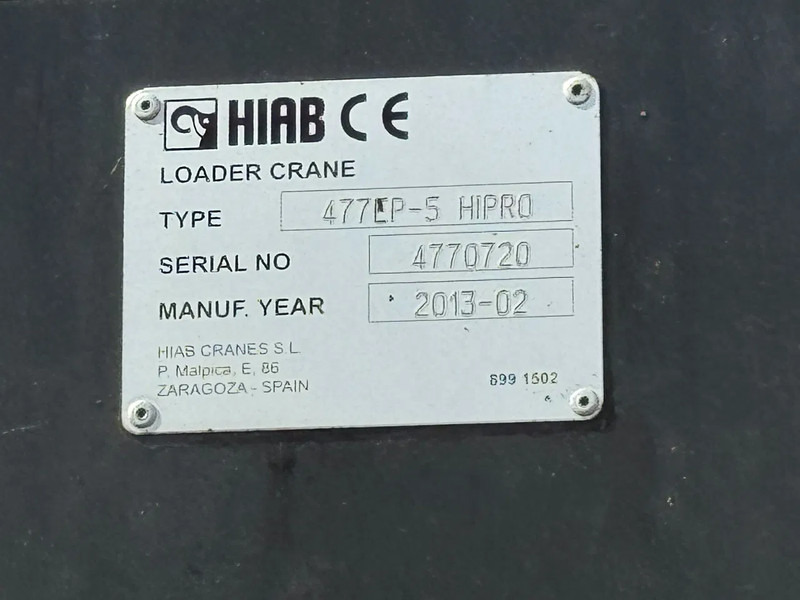 HIAB CE
LOADER CRANE
TYPE 477EP-5 HIPRO
SERIAL NO 4770720
MANUF. YEAR 2013-02
HIAB CRANES S.L.
P. Malpica, E, 86
ZARAGOZA - SPAIN 899 1502